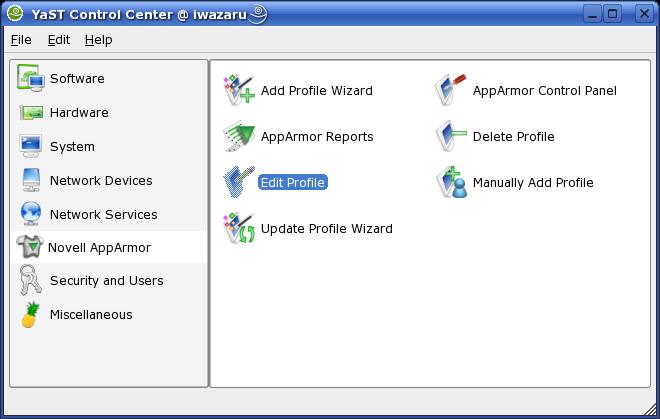 YaST Control Center @ iwazaru
File Edit Help
Software
Hardware
System
Network Devices
Network Services
Novell AppArmor
Security and Users
Miscellaneous
Add Profile Wizard
AppArmor Control Panel
AppArmor Reports
Delete Profile
Edit Profile
Manually Add Profile
Update Profile Wizard